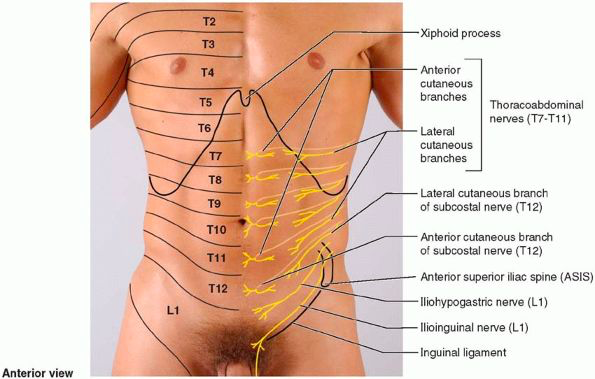 T2
T3
T4
T5
T6
T7
T8
T9
T10
T11
T12
L1
Xiphoid process
Anterior
cutaneous
branches
Thoracoabdominal
nerves (T7-T11)
Lateral
cutaneous
branches
Lateral cutaneous branch
of subcostal nerve (T12)
Anterior cutaneous branch
of subcostal nerve (T12)
Anterior superior iliac spine (ASIS)
Iliohypogastric nerve (L1)
Ilioinguinal nerve (L1)
Inguinal ligament
Anterior view